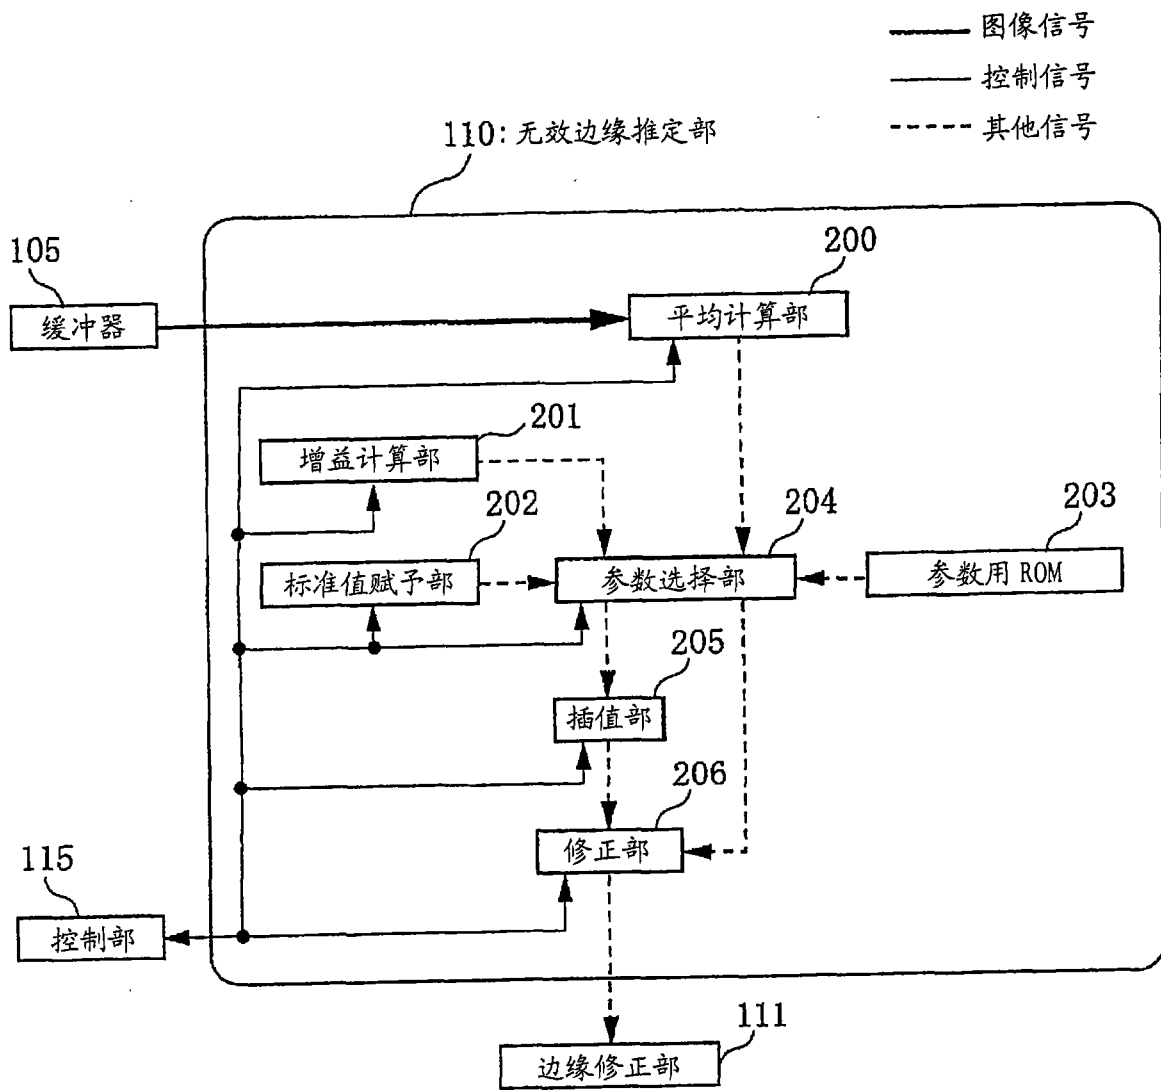 图像信号
控制信号
其他信号
110: 无效边缘推定部
105
缓冲器
200
平均计算部
201
增益计算部
202
标准值赋予部
204
参数选择部
203
参数用 ROM
205
插值部
206
修正部
115
控制部
111
边缘修正部